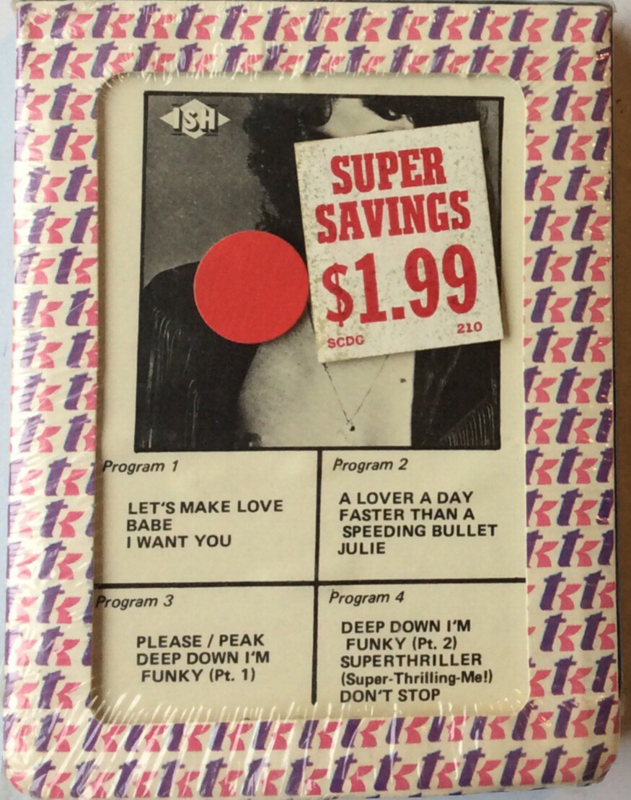 ISH
SUPER
SAVINGS
$1.99
SCDG 210
Program 1
LET'S MAKE LOVE
BABE
I WANT YOU
Program 2
A LOVER A DAY
FASTER THAN A
SPEEDING BULLET
JULIE
Program 3
PLEASE / PEAK
DEEP DOWN I'M
FUNKY (Pt. 1)
Program 4
DEEP DOWN I'M
FUNKY (Pt. 2)
SUPERTHRILLER
(Super-Thrilling-Me!)
DON'T STOP